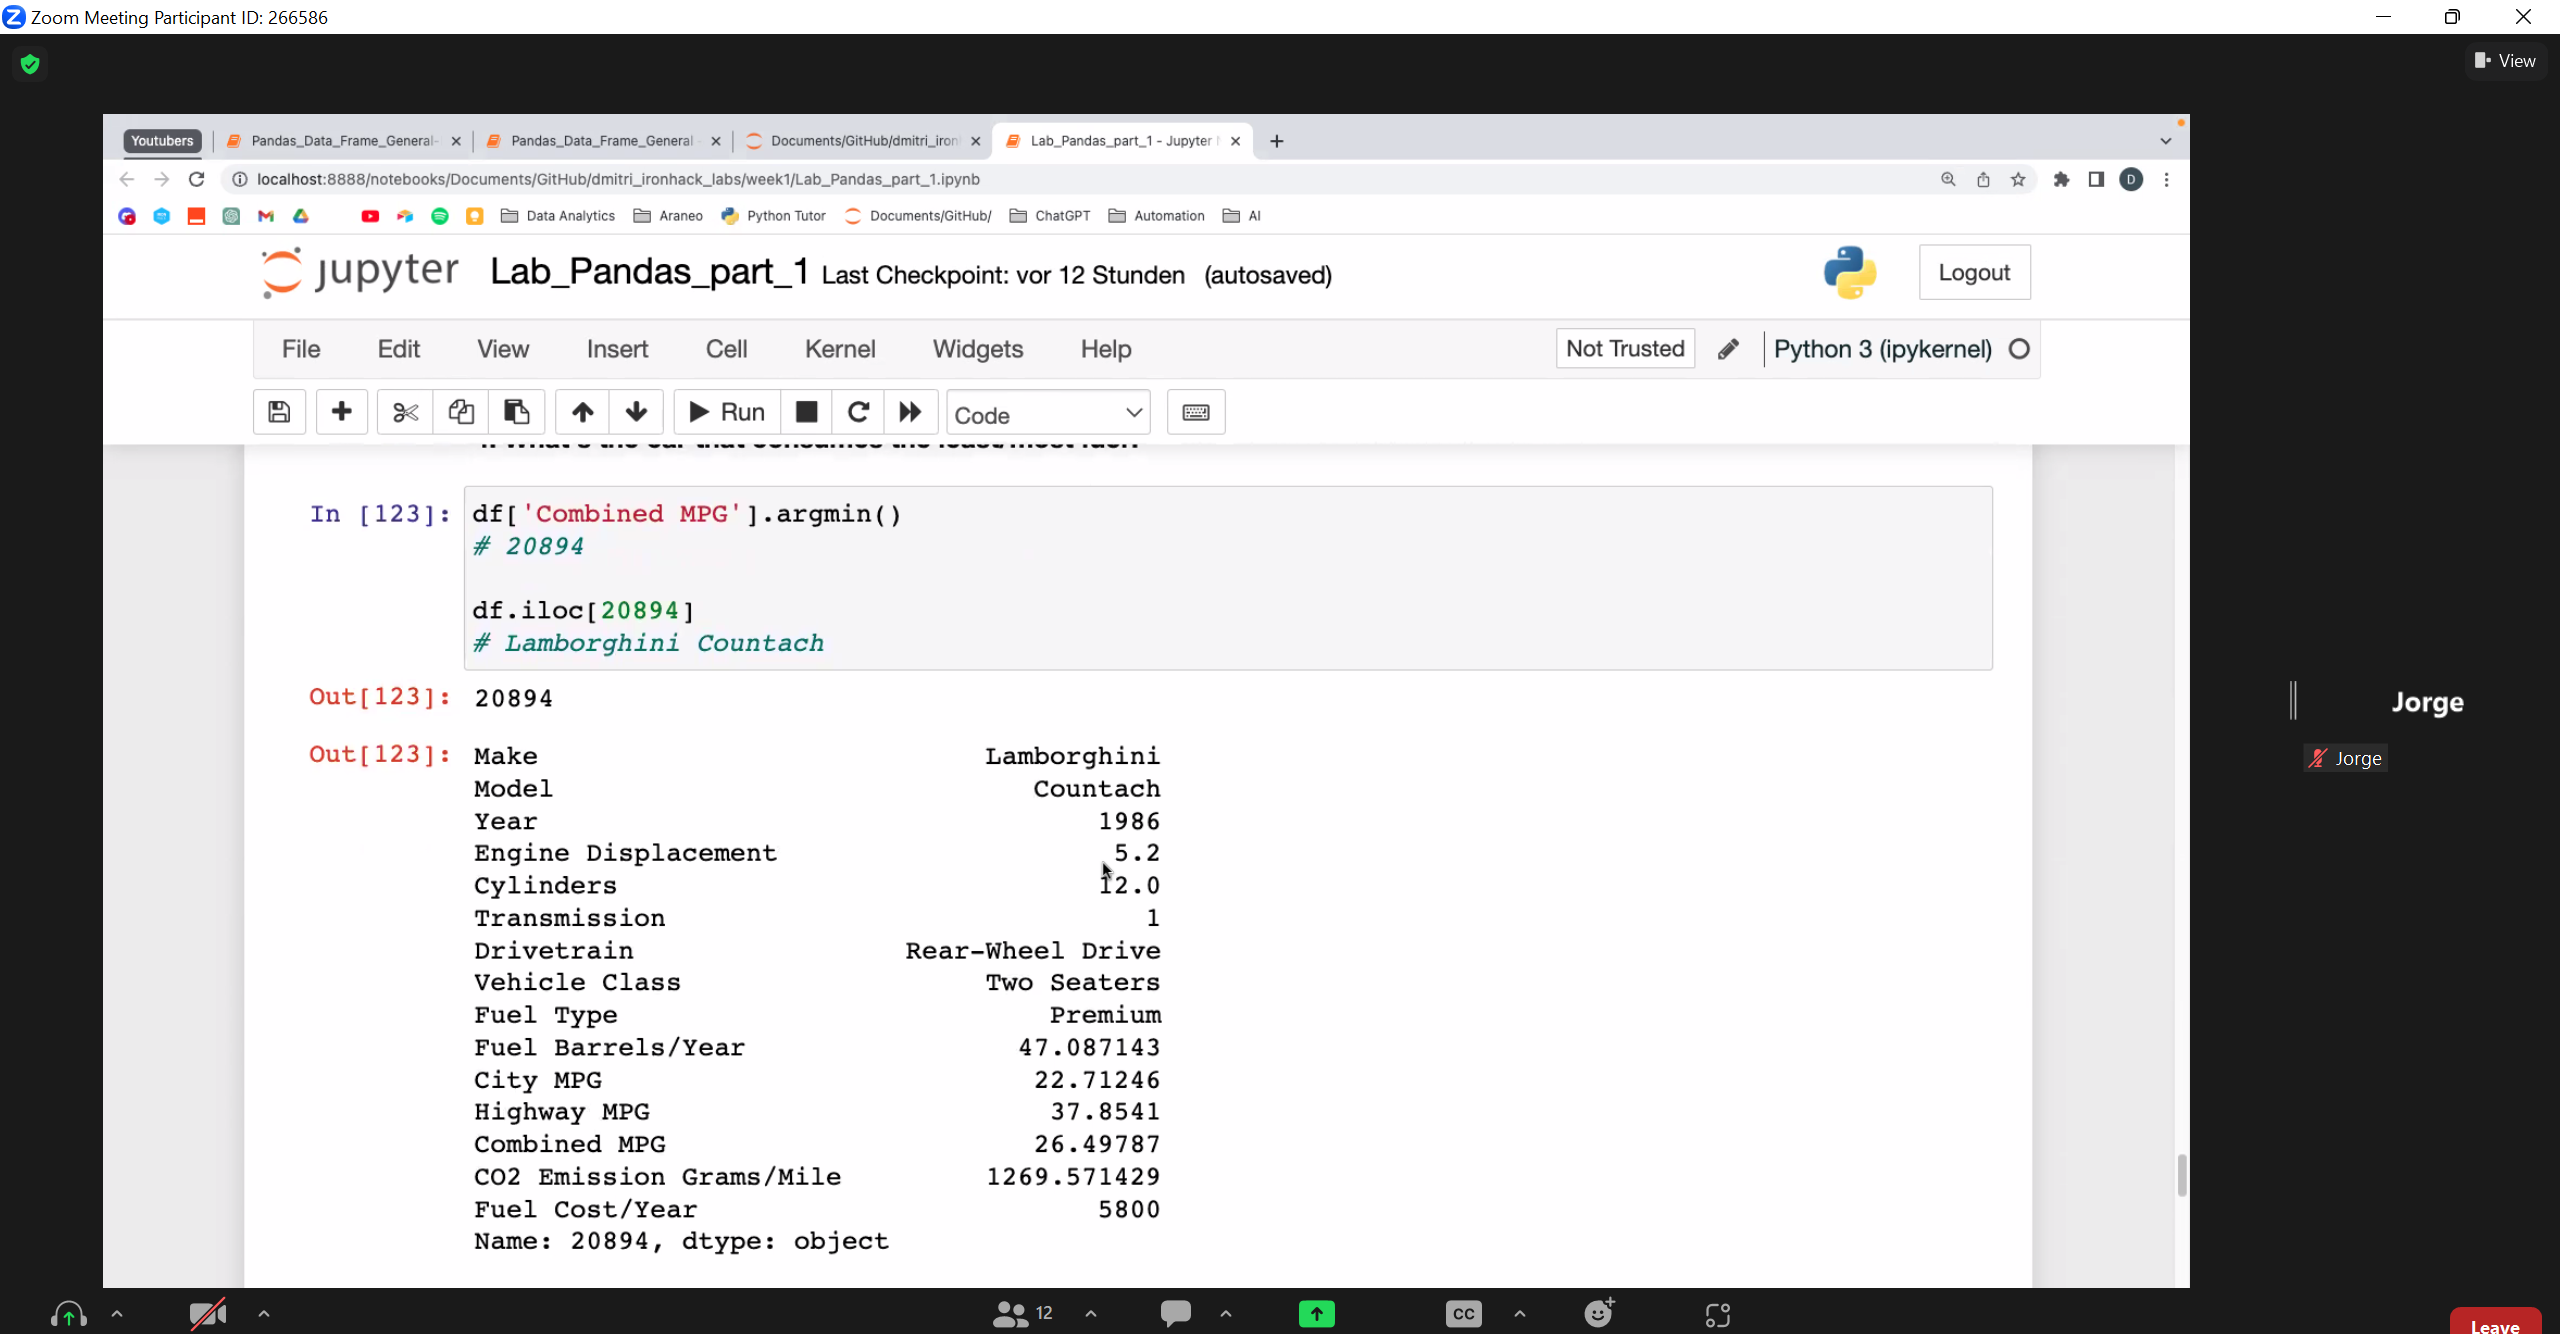 Zoom Meeting Participant ID: 266586
View
Youtubers
Pandas_Data_Frame_General-
Pandas_Data_Frame_General
Documents/GitHub/dmitri_iron
Lab_Pandas_part_1 - Jupyter
localhost:8888/notebooks/Documents/GitHub/dmitri_ironhack_labs/week1/Lab_Pandas_part_1.ipynb
D
Data Analytics
Araneo
Python Tutor
Documents/GitHub/
ChatGPT
Automation
AI
jupyter Lab_Pandas_part_1 Last Checkpoint: vor 12 Stunden (autosaved)
Logout
File Edit View Insert Cell Kernel Widgets Help
Not Trusted
Python 3 (ipykernel)
Run
Code
In [123]: df['Combined MPG'].argmin()
# 20894
df.iloc[20894]
# Lamborghini Countach
Out[123]: 20894
Out[123]: Make Lamborghini
Model Countach
Year 1986
Engine Displacement 5.2
Cylinders 12.0
Transmission 1
Drivetrain Rear-Wheel Drive
Vehicle Class Two Seaters
Fuel Type Premium
Fuel Barrels/Year 47.087143
City MPG 22.71246
Highway MPG 37.8541
Combined MPG 26.49787
CO2 Emission Grams/Mile 1269.571429
Fuel Cost/Year 5800
Name: 20894, dtype: object
Jorge
Jorge
12
CC
Leave